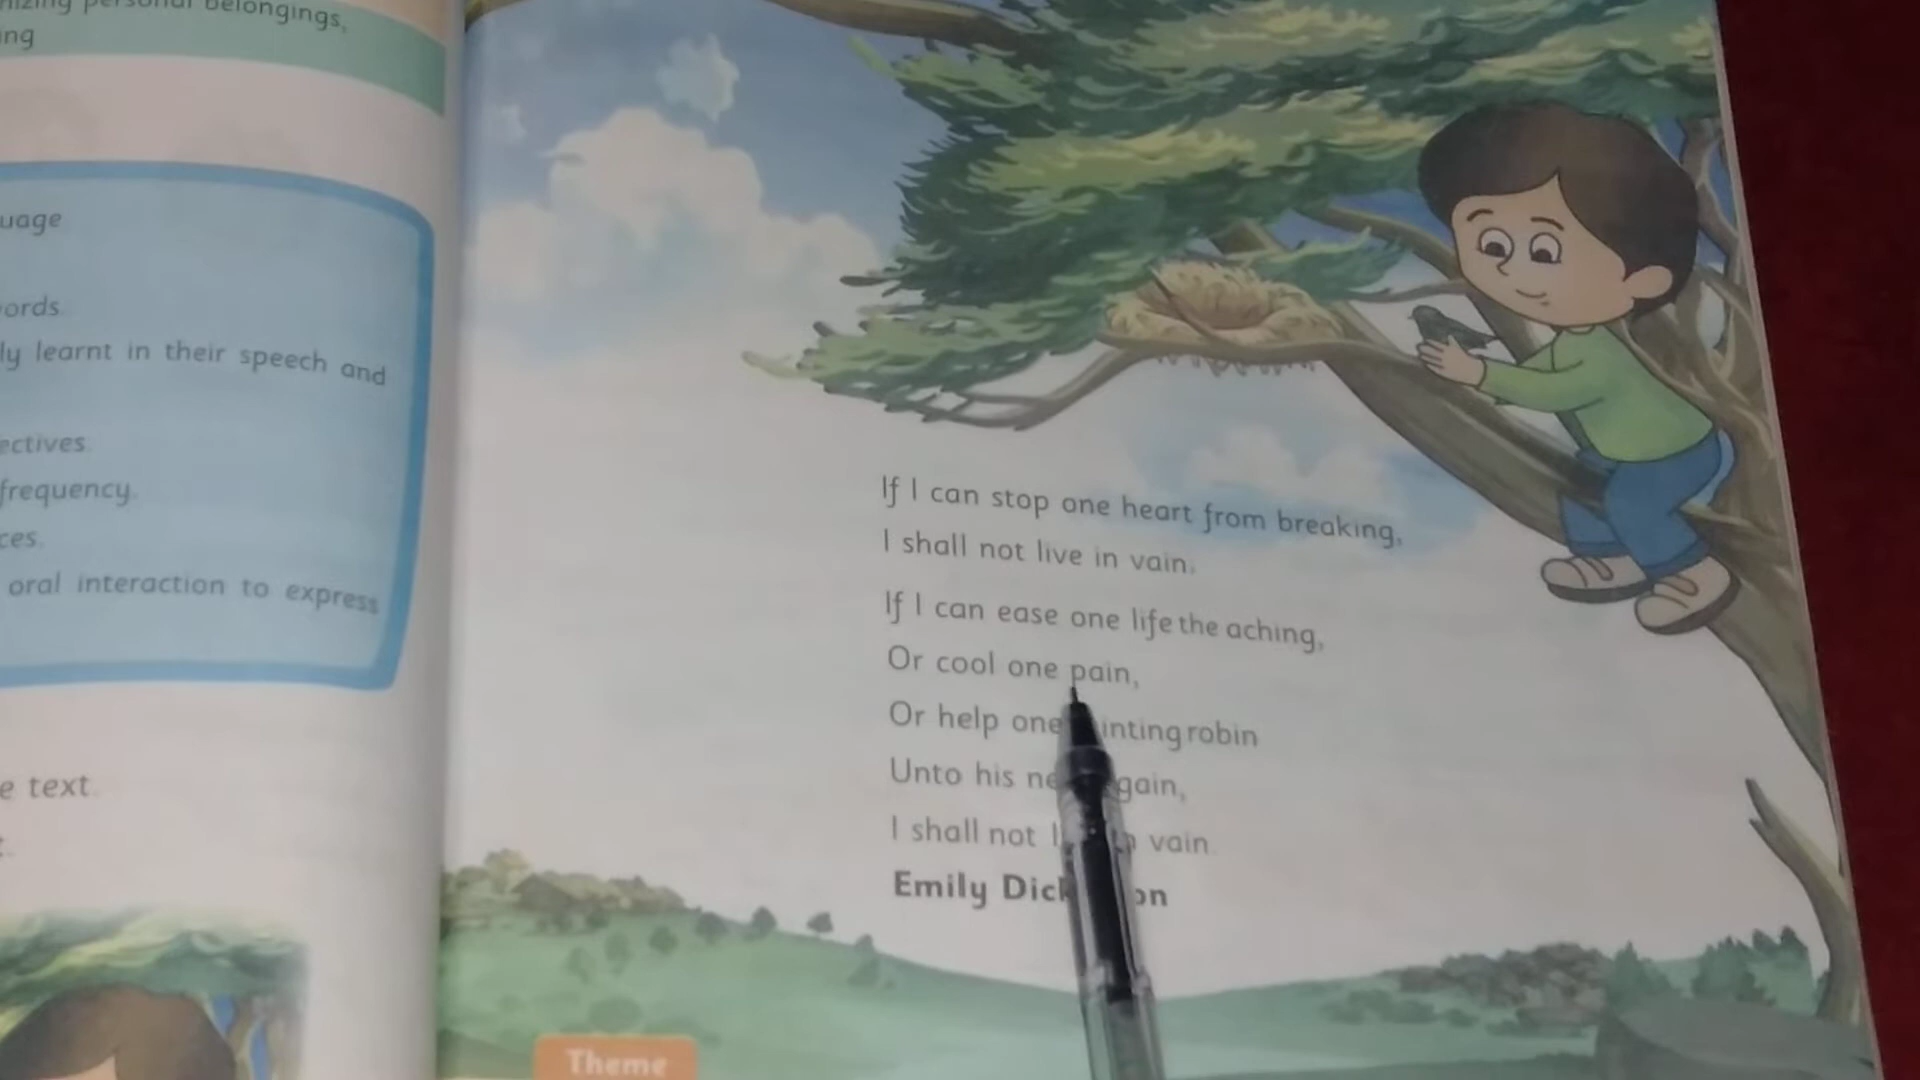 personal belongings,
ing
uage
ords.
ly learnt in their speech and
ectives.
frequency.
ces.
oral interaction to express
e text.
If I can stop one heart from breaking,
I shall not live in vain.
If I can ease one life the aching,
Or cool one pain,
Or help one inting robin
Unto his ne gain,
I shall not l vain.
Emily Dick on
Theme